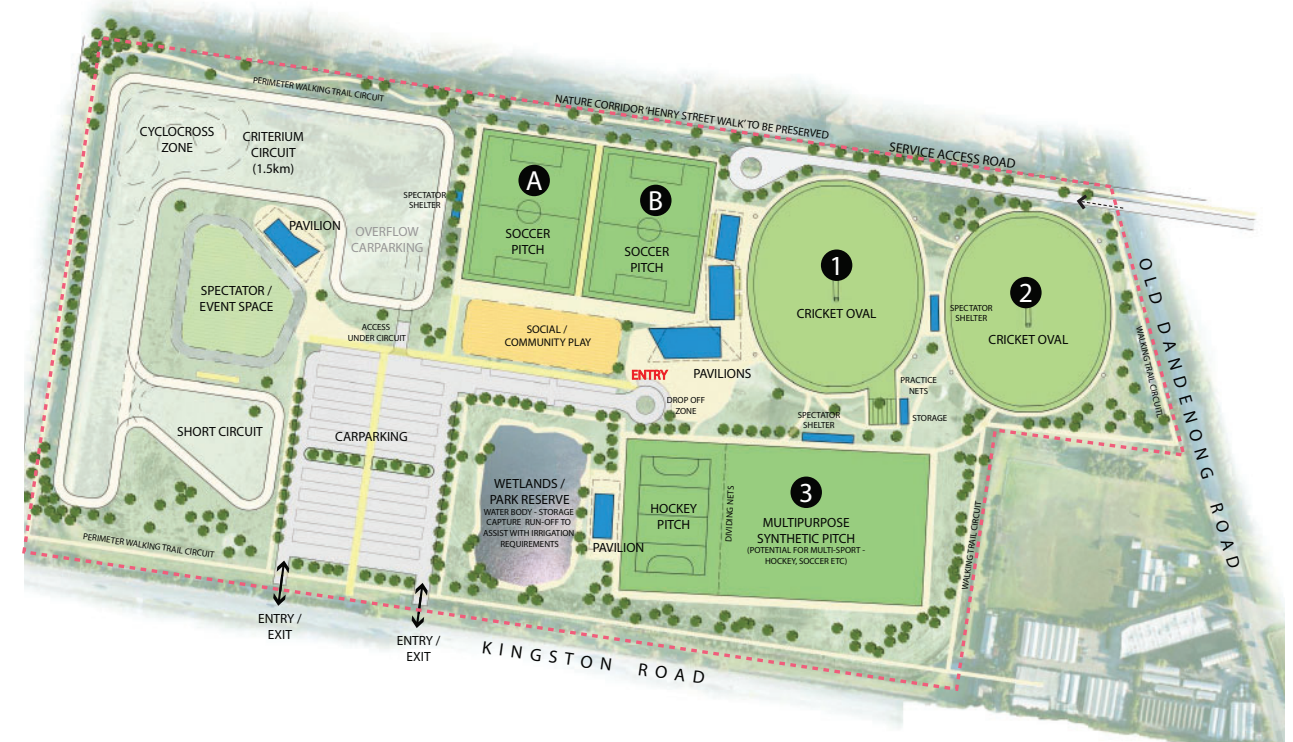 PERIMETER WALKING TRAIL CIRCUIT
NATURE CORRIDOR 'HENRY STREET WALK' TO BE PRESERVED
SERVICE ACCESS ROAD
CYCLOCROSS
ZONE
CRITERIUM
CIRCUIT
(1.5km)
SPECTATOR
SHELTER
A
SOCCER
PITCH
B
SOCCER
PITCH
PAVILION
OVERFLOW
CARPARKING
SPECTATOR /
EVENT SPACE
1
CRICKET OVAL
2
CRICKET OVAL
SPECTATOR
SHELTER
OLD DANDENONG ROAD
WALKING TRAIL CIRCUIT
ACCESS
UNDER CIRCUIT
SOCIAL /
COMMUNITY PLAY
ENTRY
PAVILIONS
DROP OFF
ZONE
PRACTICE
NETS
STORAGE
SPECTATOR
SHELTER
SHORT CIRCUIT
CARPARKING
WETLANDS /
PARK RESERVE
WATER BODY - STORAGE
CAPTURE RUN-OFF TO
ASSIST WITH IRRIGATION
REQUIREMENTS
PAVILION
HOCKEY
PITCH
DIVIDING NETS
3
MULTIPURPOSE
SYNTHETIC PITCH
(POTENTIAL FOR MULTI-SPORT -
HOCKEY, SOCCER ETC)
WALKING TRAIL CIRCUIT
PERIMETER WALKING TRAIL CIRCUIT
ENTRY /
EXIT
ENTRY /
EXIT
KINGSTON ROAD